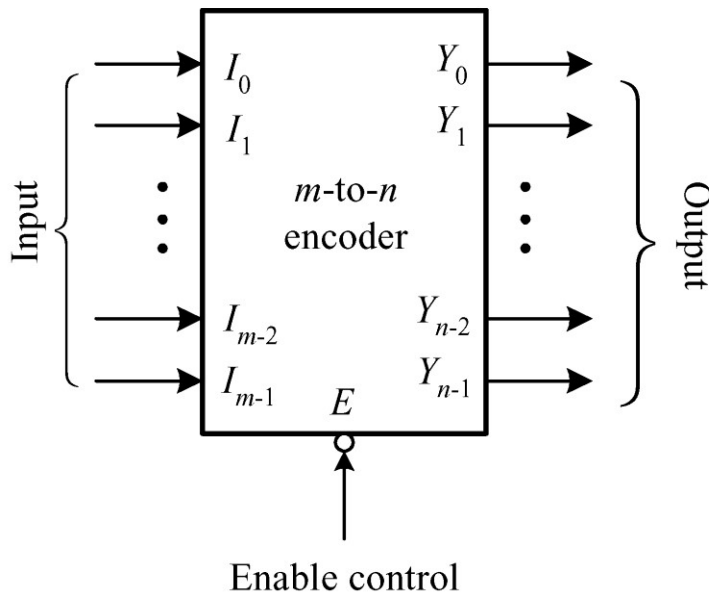 Input
I₀
I₁
Iₘ₋₂
Iₘ₋₁
m-to-n
encoder
E
Y₀
Y₁
Yₙ₋₂
Yₙ₋₁
Output
Enable control